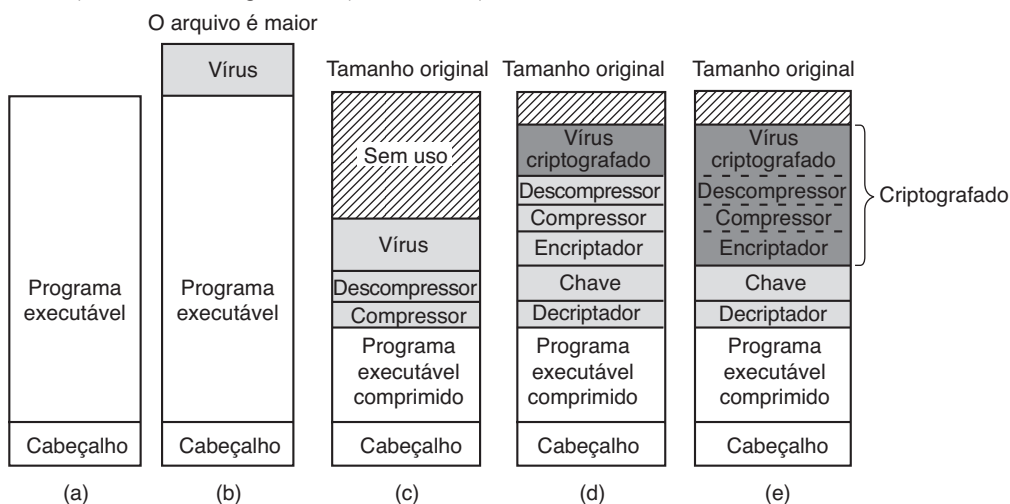 O arquivo é maior
Vírus
Programa
executável
Cabeçalho
(a)
Programa
executável
Cabeçalho
(b)
Tamanho original
Sem uso
Vírus
Descompressor
Compressor
Programa
executável
comprimido
Cabeçalho
(c)
Tamanho original
Vírus
criptografado
Descompressor
Compressor
Encriptador
Chave
Decriptador
Programa
executável
comprimido
Cabeçalho
(d)
Tamanho original
Vírus
criptografado
Descompressor
Compressor
Encriptador
Chave
Decriptador
Programa
executável
comprimido
Cabeçalho
(e)
Criptografado